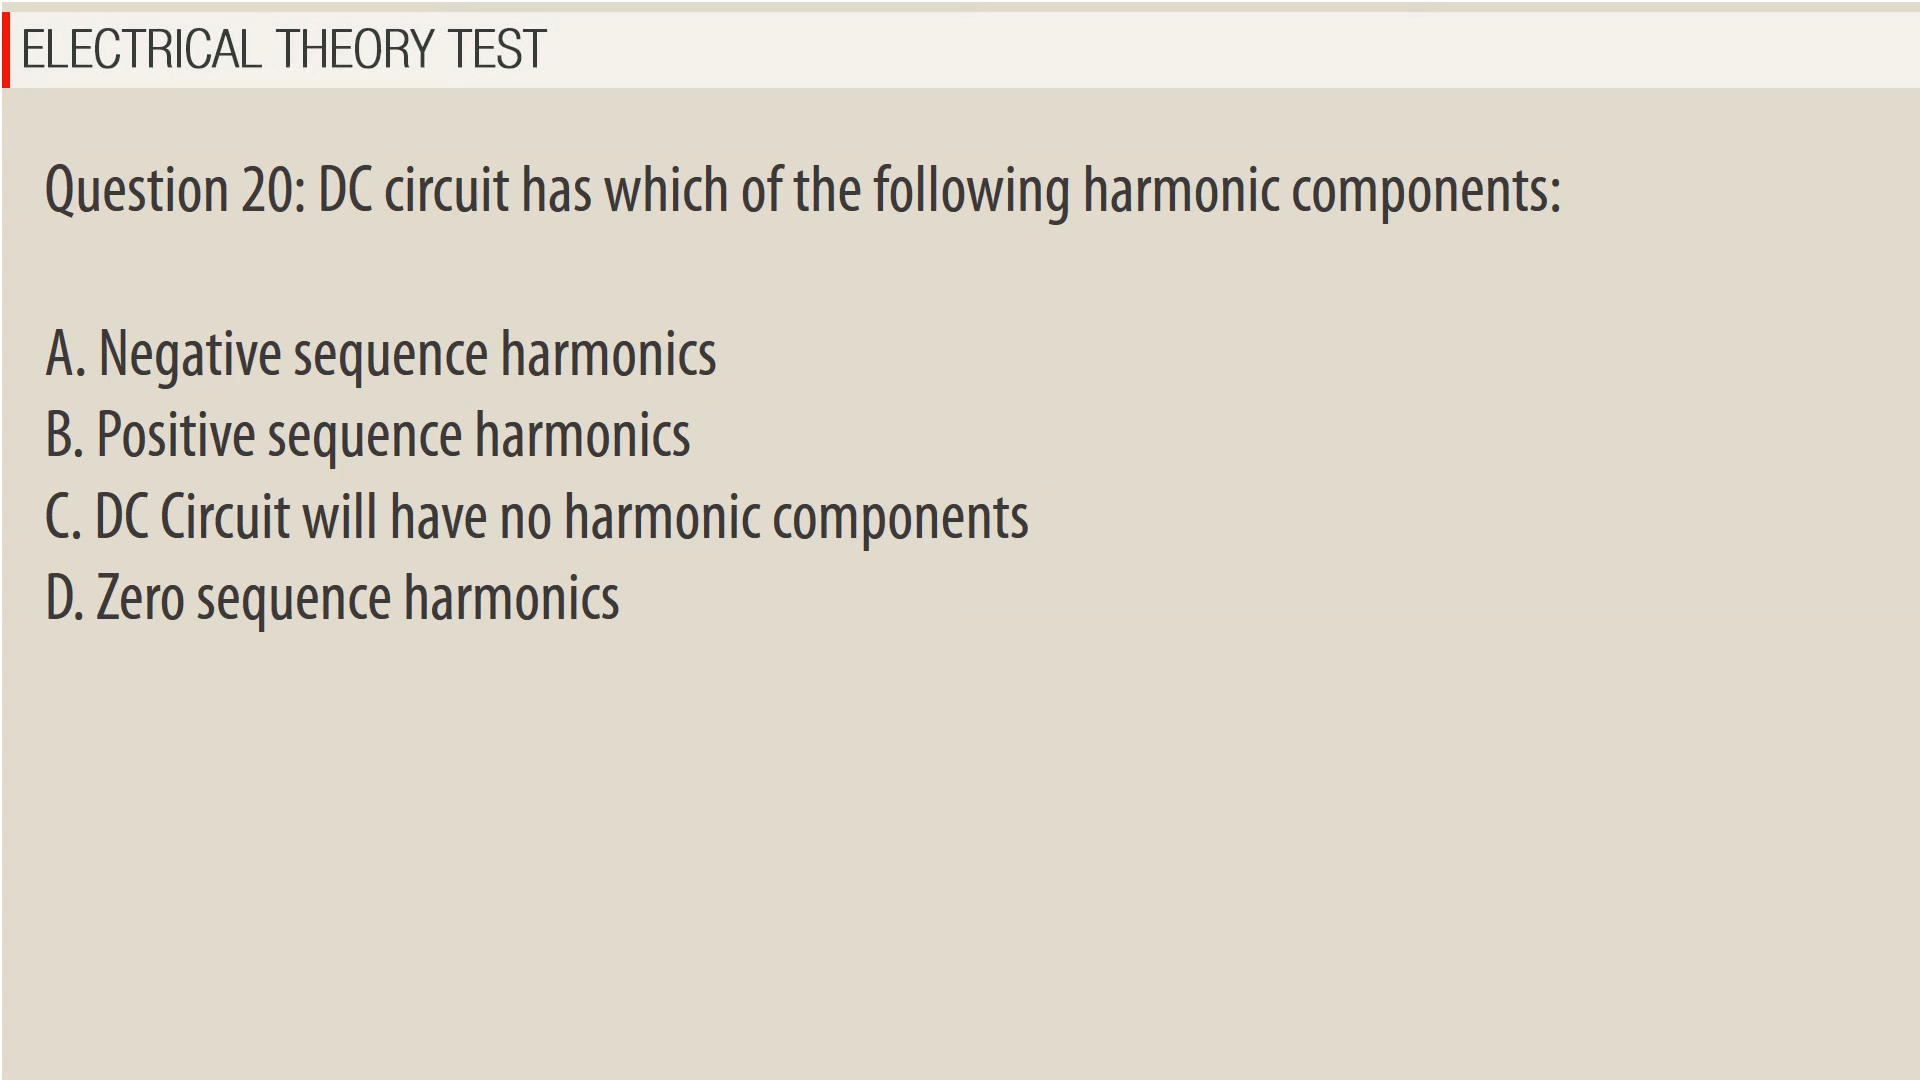 ELECTRICAL THEORY TEST
Question 20: DC circuit has which of the following harmonic components:
A. Negative sequence harmonics
B. Positive sequence harmonics
C. DC Circuit will have no harmonic components
D. Zero sequence harmonics